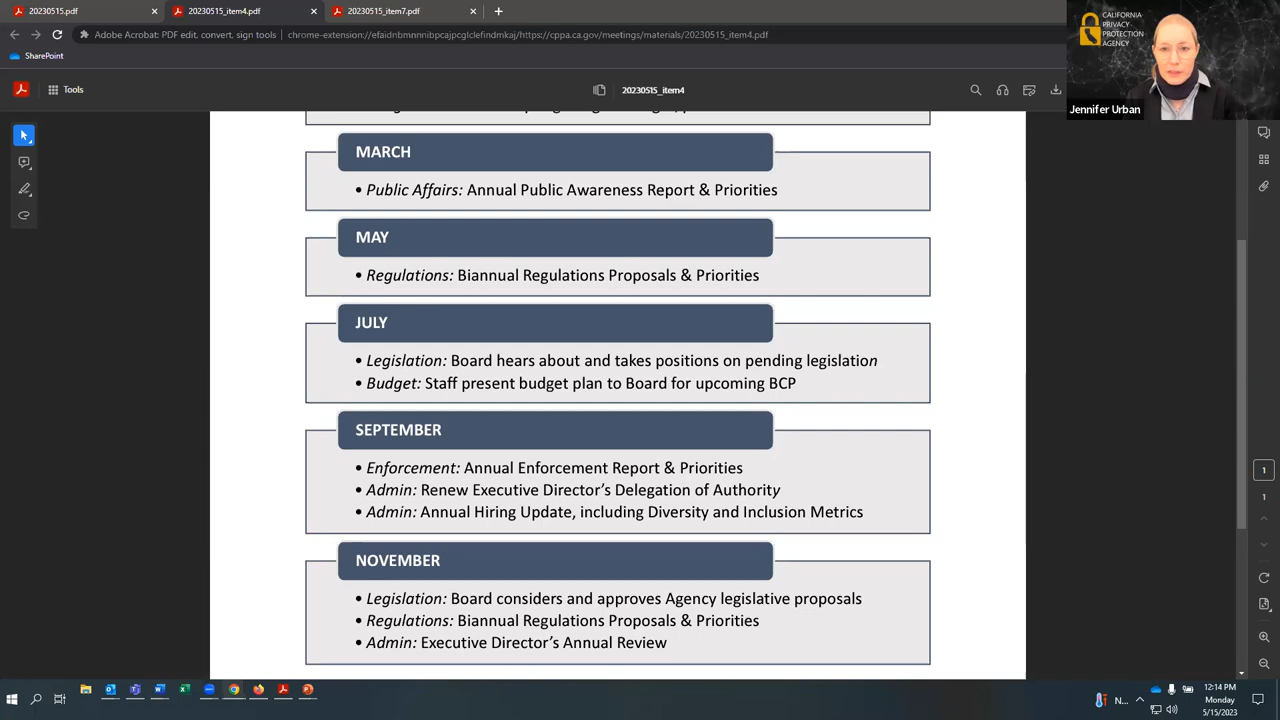 20230515.pdf
20230515_item4.pdf
20230515_item7.pdf
Adobe Acrobat: PDF edit, convert, sign tools
chrome-extension://efaidnbmnnnibpcajpcglclefindmkaj/https://cppa.ca.gov/meetings/materials/20230515_item4.pdf
SharePoint
Tools
20230515_item4
CALIFORNIA
PRIVACY
PROTECTION
AGENCY
Jennifer Urban
MARCH
• Public Affairs: Annual Public Awareness Report & Priorities
MAY
• Regulations: Biannual Regulations Proposals & Priorities
JULY
• Legislation: Board hears about and takes positions on pending legislation
• Budget: Staff present budget plan to Board for upcoming BCP
SEPTEMBER
• Enforcement: Annual Enforcement Report & Priorities
• Admin: Renew Executive Director's Delegation of Authority
• Admin: Annual Hiring Update, including Diversity and Inclusion Metrics
NOVEMBER
• Legislation: Board considers and approves Agency legislative proposals
• Regulations: Biannual Regulations Proposals & Priorities
• Admin: Executive Director's Annual Review
1
1
N...
12:14 PM
Monday
5/15/2023